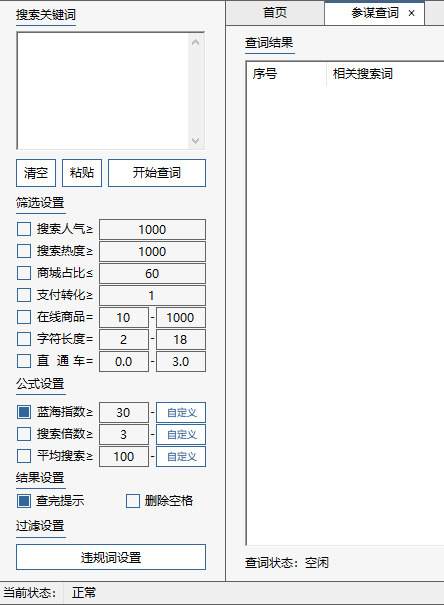 搜索关键词
清空 粘贴 开始查词
筛选设置
搜索人气≥ 1000
搜索热度≥ 1000
商城占比≤ 60
支付转化≥ 1
在线商品= 10 - 1000
字符长度= 2 - 18
直 通 车= 0.0 - 3.0
公式设置
蓝海指数≥ 30 - 自定义
搜索倍数≥ 3 - 自定义
平均搜索≥ 100 - 自定义
结果设置
查完提示 删除空格
过滤设置
违规词设置
首页 参谋查词 ×
查词结果
序号 相关搜索词
查词状态：空闲
当前状态： 正常